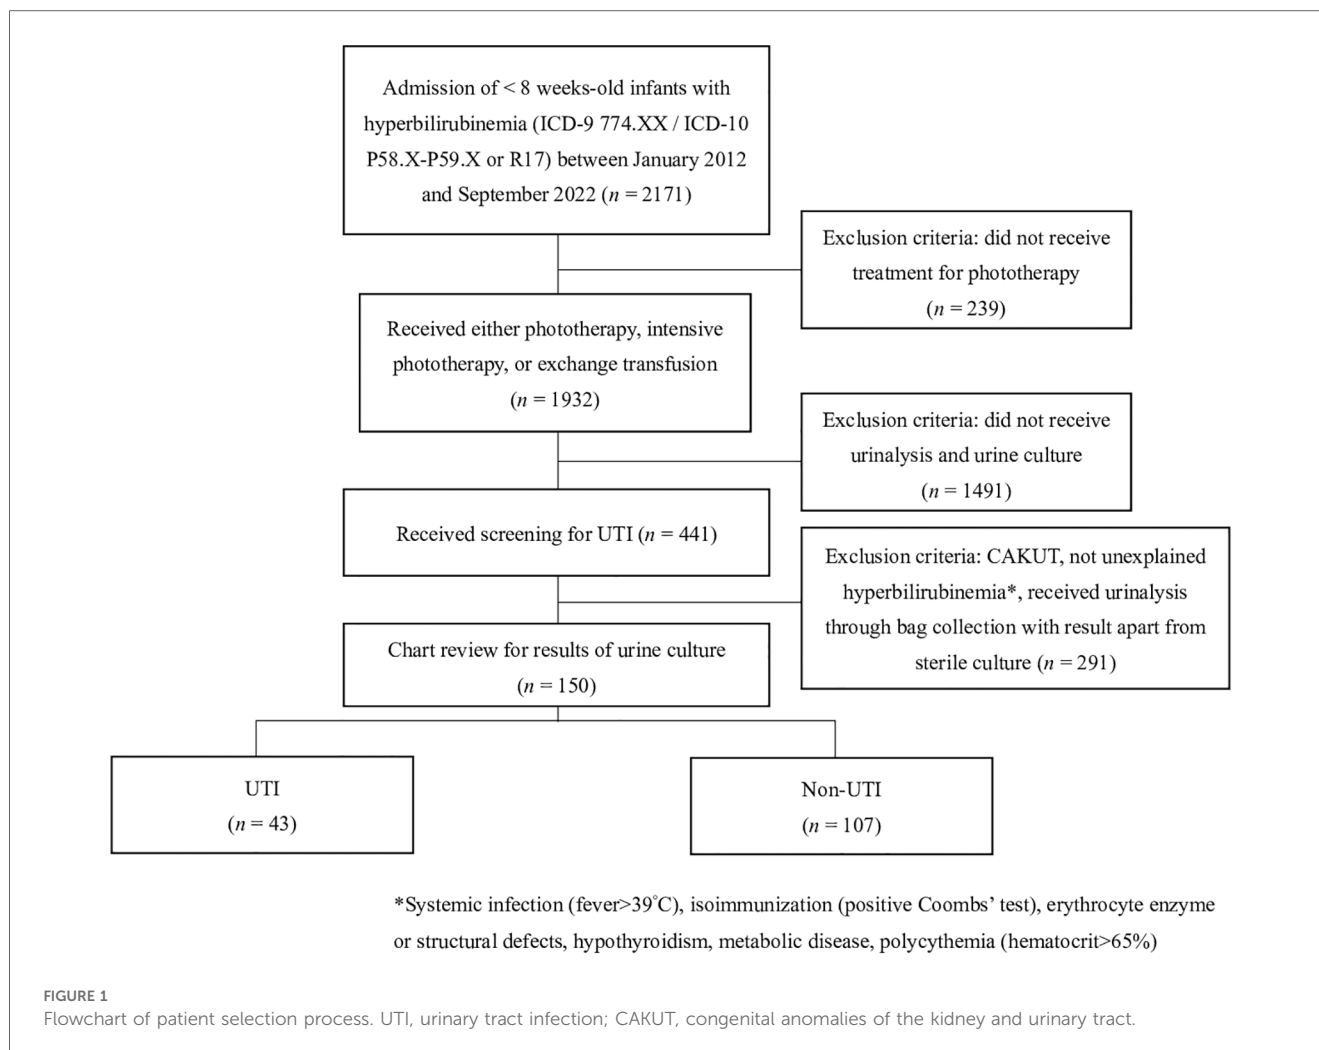 Admission of < 8 weeks-old infants with
hyperbilirubinemia (ICD-9 774.XX / ICD-10
P58.X-P59.X or R17) between January 2012
and September 2022 (n = 2171)
Exclusion criteria: did not receive
treatment for phototherapy
(n = 239)
Received either phototherapy, intensive
phototherapy, or exchange transfusion
(n = 1932)
Exclusion criteria: did not receive
urinalysis and urine culture
(n = 1491)
Received screening for UTI (n = 441)
Exclusion criteria: CAKUT, not unexplained
hyperbilirubinemia*, received urinalysis
through bag collection with result apart from
sterile culture (n = 291)
Chart review for results of urine culture
(n = 150)
UTI
(n = 43)
Non-UTI
(n = 107)
*Systemic infection (fever>39°C), isoimmunization (positive Coombs’ test), erythrocyte enzyme
or structural defects, hypothyroidism, metabolic disease, polycythemia (hematocrit>65%)
FIGURE 1
Flowchart of patient selection process. UTI, urinary tract infection; CAKUT, congenital anomalies of the kidney and urinary tract.